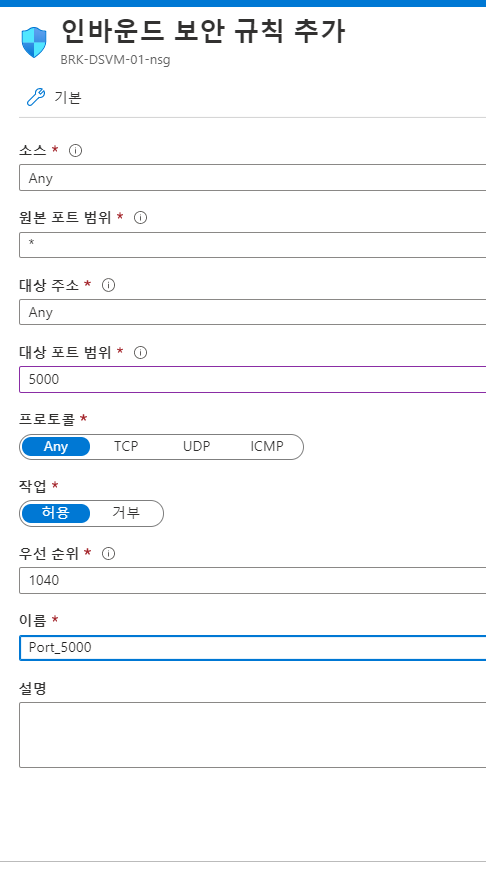 인바운드 보안 규칙 추가
BRK-DSVM-01-nsg
기본
소스 *
Any
원본 포트 범위 *
*
대상 주소 *
Any
대상 포트 범위 *
5000
프로토콜 *
Any TCP UDP ICMP
작업 *
허용 거부
우선 순위 *
1040
이름 *
Port_5000
설명